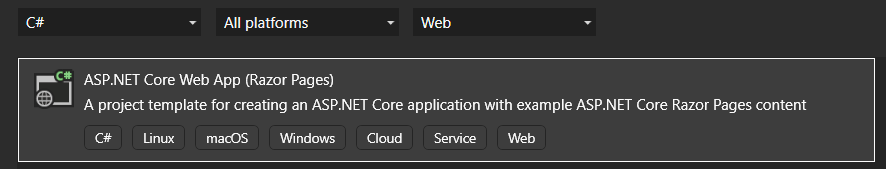 C# All platforms Web
C#
ASP.NET Core Web App (Razor Pages)
A project template for creating an ASP.NET Core application with example ASP.NET Core Razor Pages content
C# Linux macOS Windows Cloud Service Web